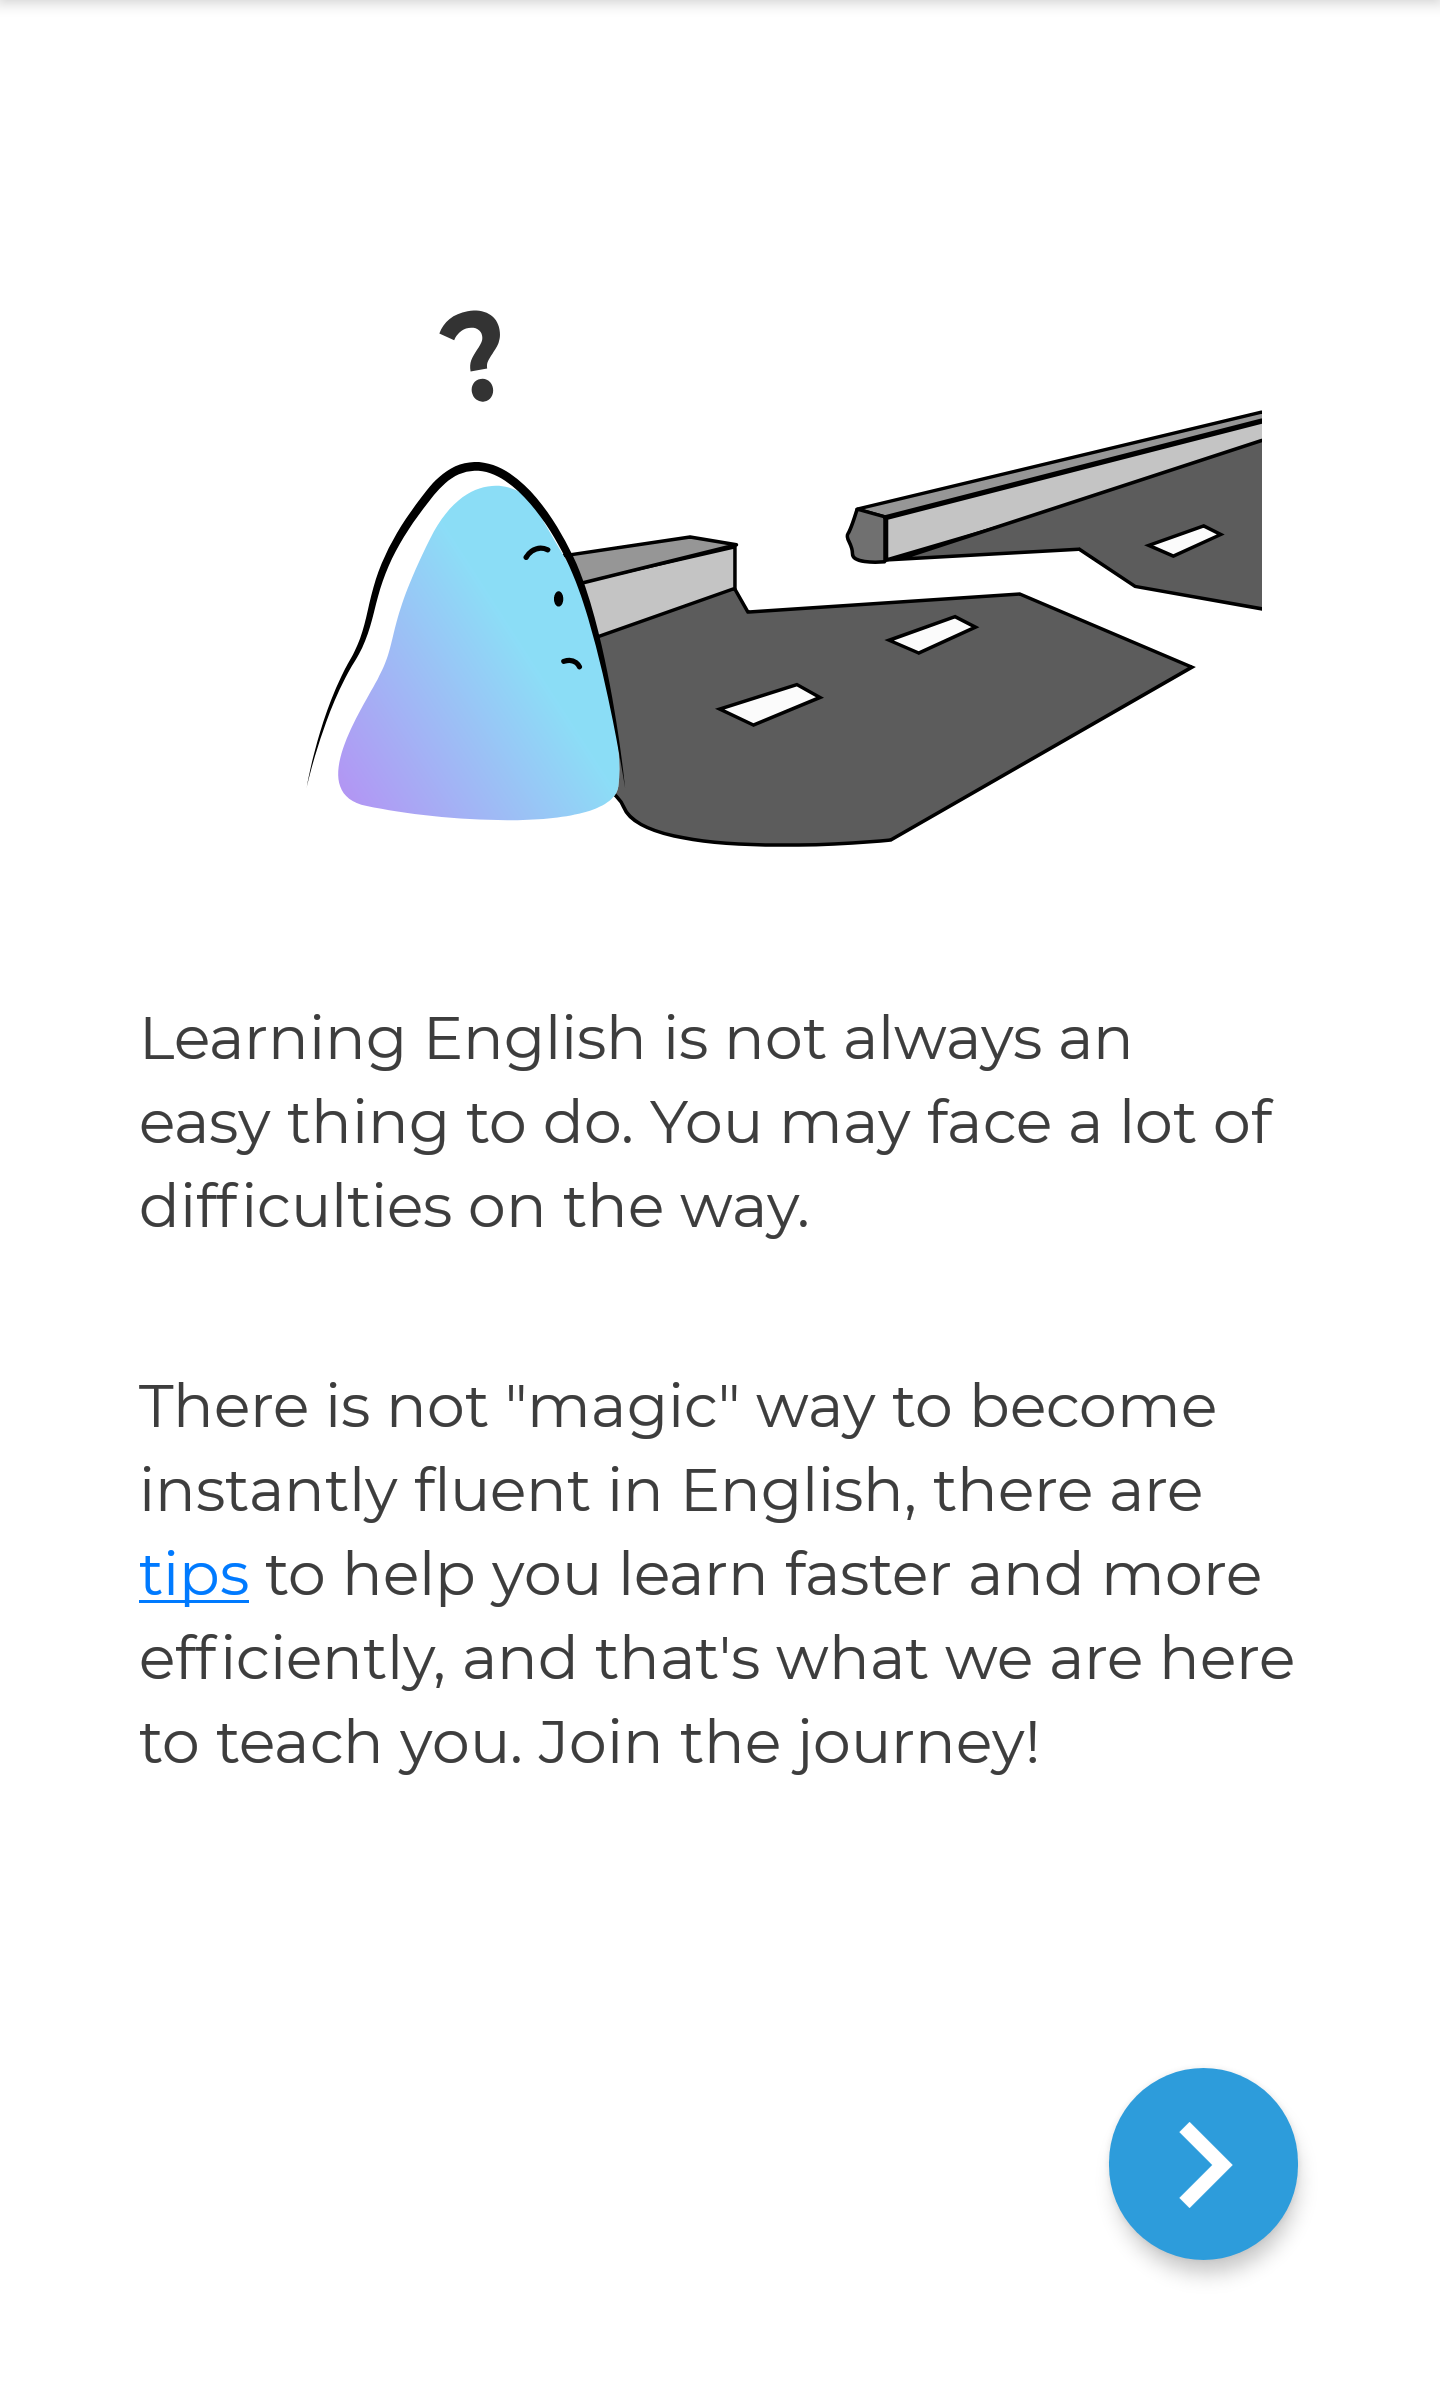 ?
Learning English is not always an
easy thing to do. You may face a lot of
difficulties on the way.
There is not "magic" way to become
instantly fluent in English, there are
tips to help you learn faster and more
efficiently, and that's what we are here
to teach you. Join the journey!